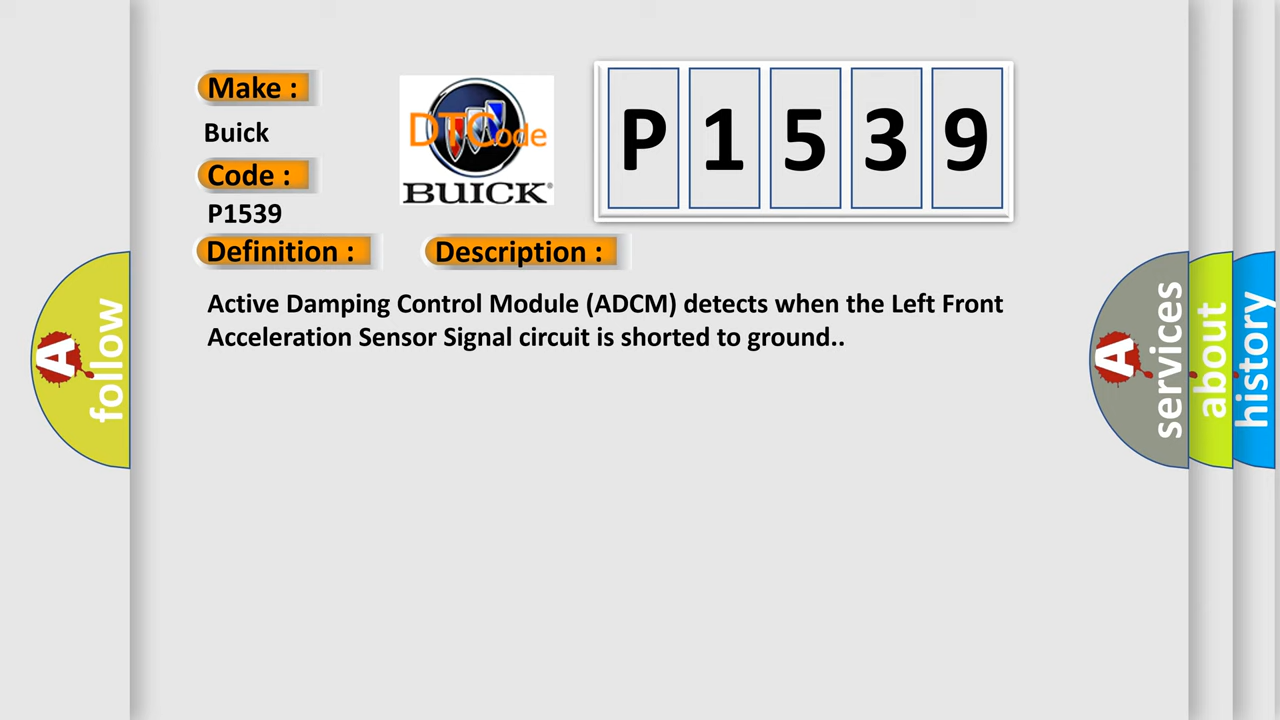 Make :
Buick
Code :
P1539
DTCode
BUICK
P 1 5 3 9
Definition :
Description :
Active Damping Control Module (ADCM) detects when the Left Front
Acceleration Sensor Signal circuit is shorted to ground..
A follow
A services
about
history